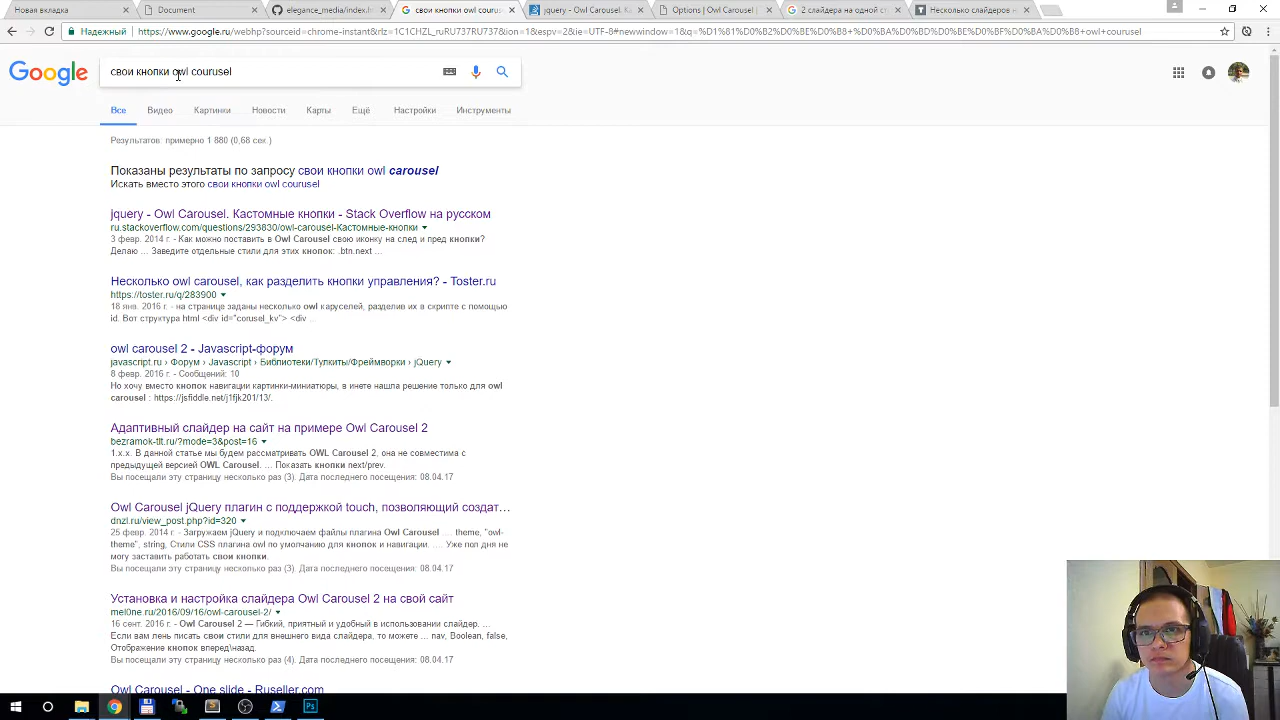 Новая вкладка
Document
elegance_media/index.ht
свои кнопки owl courus
jquery - Owl Carousel. Ка
Options | Owl Carousel
2 слайдера на одной ст
Несколько слайдеров н
Надежный
https://www.google.ru/webhp?sourceid=chrome-instant&rlz=1C1CHZL_ruRU737RU737&ion=1&espv=2&ie=UTF-8#newwindow=1&q=%D1%81%D0%B2%D0%BE%D0%B8+%D0%BA%D0%BD%D0%BE%D0%BF%D0%BA%D0%B8+owl+courusel
Google
свои кнопки owl courusel
Все
Видео
Картинки
Новости
Карты
Ещё
Настройки
Инструменты
Результатов: примерно 1 880 (0,68 сек.)
Показаны результаты по запросу свои кнопки owl carousel
Искать вместо этого свои кнопки owl courusel
jquery - Owl Carousel. Кастомные кнопки - Stack Overflow на русском
ru.stackoverflow.com/questions/293830/owl-carousel-Кастомные-кнопки
3 февр. 2014 г. - Как можно поставить в Owl Carousel свою иконку на след и пред кнопки?
Делаю ... Заведите отдельные стили для этих кнопок: .btn.next ...
Несколько owl carousel, как разделить кнопки управления? - Toster.ru
https://toster.ru/q/283900
18 янв. 2016 г. - на странице заданы несколько owl каруселей, разделив их в скрипте с помощью
id. Вот структура html <div id="corusel_kv"> <div ...
owl carousel 2 - Javascript-форум
javascript.ru › Форум › Javascript › Библиотеки/Тулкиты/Фреймворки › jQuery
8 февр. 2016 г. - Сообщений: 10
Но хочу вместо кнопок навигации картинки-миниатюры, в инете нашла решение только для owl
carousel : https://jsfiddle.net/j1fjk201/13/.
Адаптивный слайдер на сайт на примере Owl Carousel 2
bezramok-tlt.ru/?mode=3&post=16
1.x.x. В данной статье мы будем рассматривать OWL Carousel 2, она не совместима с
предыдущей версией OWL Carousel. ... Показать кнопки next/prev.
Вы посещали эту страницу несколько раз (3). Дата последнего посещения: 08.04.17
Owl Carousel jQuery плагин с поддержкой touch, позволяющий создат...
dnzl.ru/view_post.php?id=320
25 февр. 2014 г. - Загружаем jQuery и подключаем файлы плагина Owl Carousel ... theme, "owl-
theme", string, Стили CSS плагина owl по умолчанию для кнопок и навигации. .... Уже пол дня не
могу заставить работать свои кнопки.
Вы посещали эту страницу несколько раз (3). Дата последнего посещения: 08.04.17
Установка и настройка слайдера Owl Carousel 2 на свой сайт
mel0ne.ru/2016/09/16/owl-carousel-2/
16 сент. 2016 г. - Owl Carousel 2 — Гибкий, приятный и удобный в использовании слайдер. ...
Если вам лень писать свои стили для внешнего вида слайдера, то можете ... nav, Boolean, false,
Отображение кнопок вперед\назад.
Вы посещали эту страницу несколько раз (4). Дата последнего посещения: 08.04.17
Owl Carousel - One slide - Ruseller.com